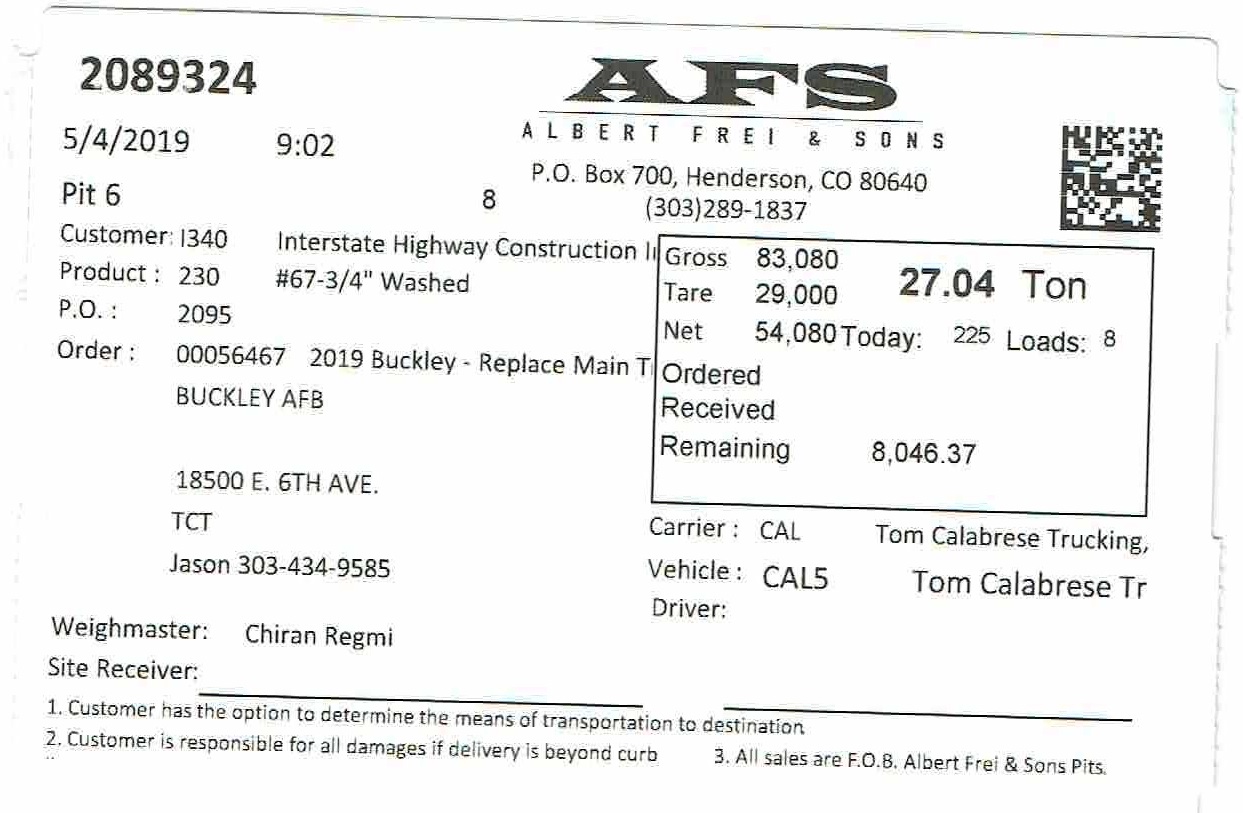 2089324
AFS
ALBERT FREI & SONS
5/4/2019 9:02
P.O. Box 700, Henderson, CO 80640
Pit 6 8 (303)289-1837
Customer: I340 Interstate Highway Construction I
Product : 230 #67-3/4" Washed
P.O. : 2095
Order : 00056467 2019 Buckley - Replace Main T
BUCKLEY AFB
18500 E. 6TH AVE.
TCT
Jason 303-434-9585
Gross 83,080 27.04 Ton
Tare 29,000
Net 54,080 Today: 225 Loads: 8
Ordered
Received
Remaining 8,046.37
Carrier : CAL Tom Calabrese Trucking,
Vehicle : CAL5 Tom Calabrese Tr
Driver:
Weighmaster: Chiran Regmi
Site Receiver:
1. Customer has the option to determine the means of transportation to destination
2. Customer is responsible for all damages if delivery is beyond curb 3. All sales are F.O.B. Albert Frei & Sons Pits.